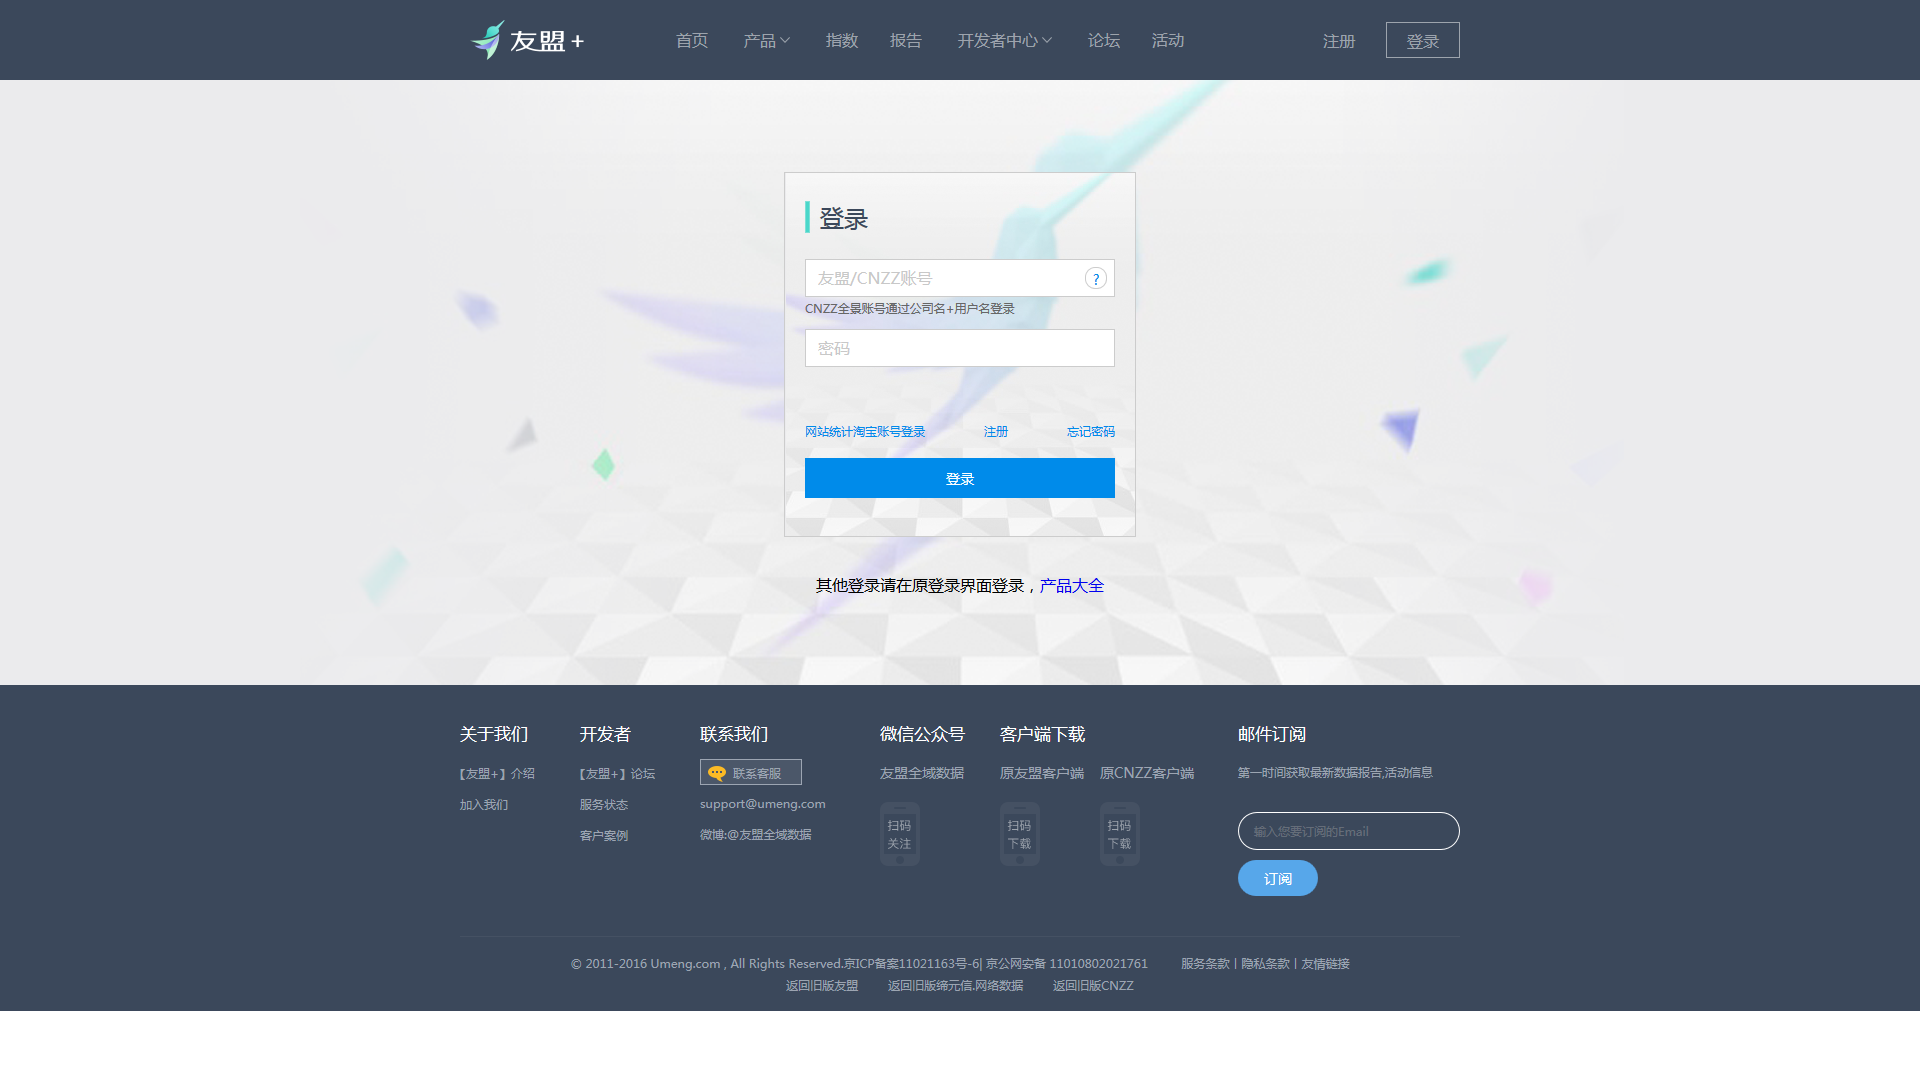 友盟+ 首页 产品 指数 报告 开发者中心 论坛 活动 注册 登录
登录
友盟/CNZZ账号 ?
CNZZ全景账号通过公司名+用户名登录
密码
网站统计淘宝账号登录 注册 忘记密码
登录
其他登录请在原登录界面登录，产品大全
关于我们 开发者 联系我们 微信公众号 客户端下载 邮件订阅
【友盟+】介绍 【友盟+】论坛 联系客服 友盟全域数据 原友盟客户端 原CNZZ客户端 第一时间获取最新数据报告,活动信息
加入我们 服务状态 support@umeng.com
客户案例 微博:@友盟全域数据
扫码 扫码 扫码
关注 下载 下载
输入您要订阅的Email
订阅
© 2011-2016 Umeng.com , All Rights Reserved.京ICP备案11021163号-6| 京公网安备 11010802021761 服务条款 | 隐私条款 | 友情链接
返回旧版友盟 返回旧版缔元信.网络数据 返回旧版CNZZ